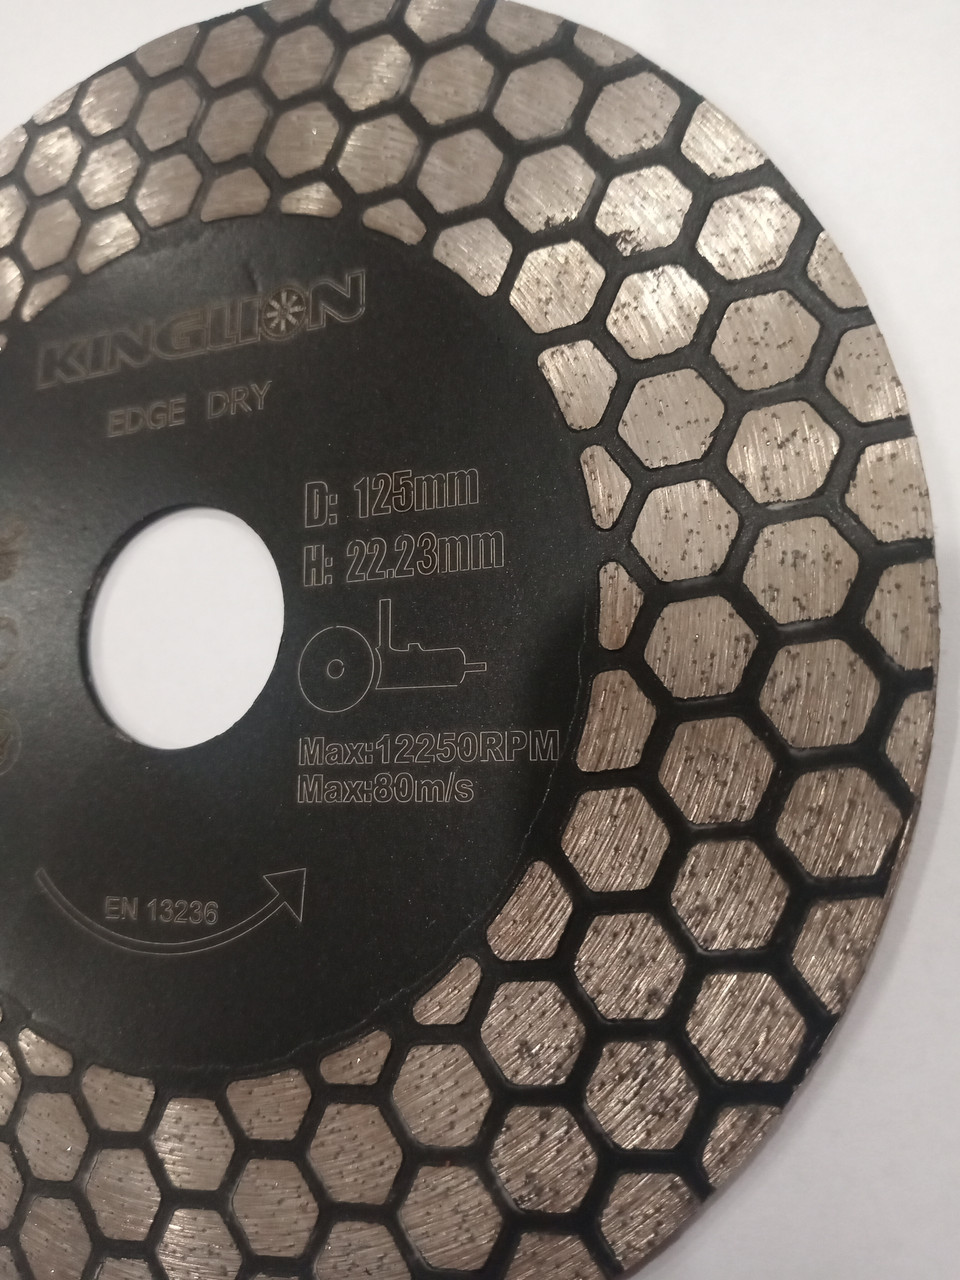 KINGLION
EDGE DRY
D: 125mm
H: 22.23mm
Max:12250RPM
Max:80m/s
EN 13236